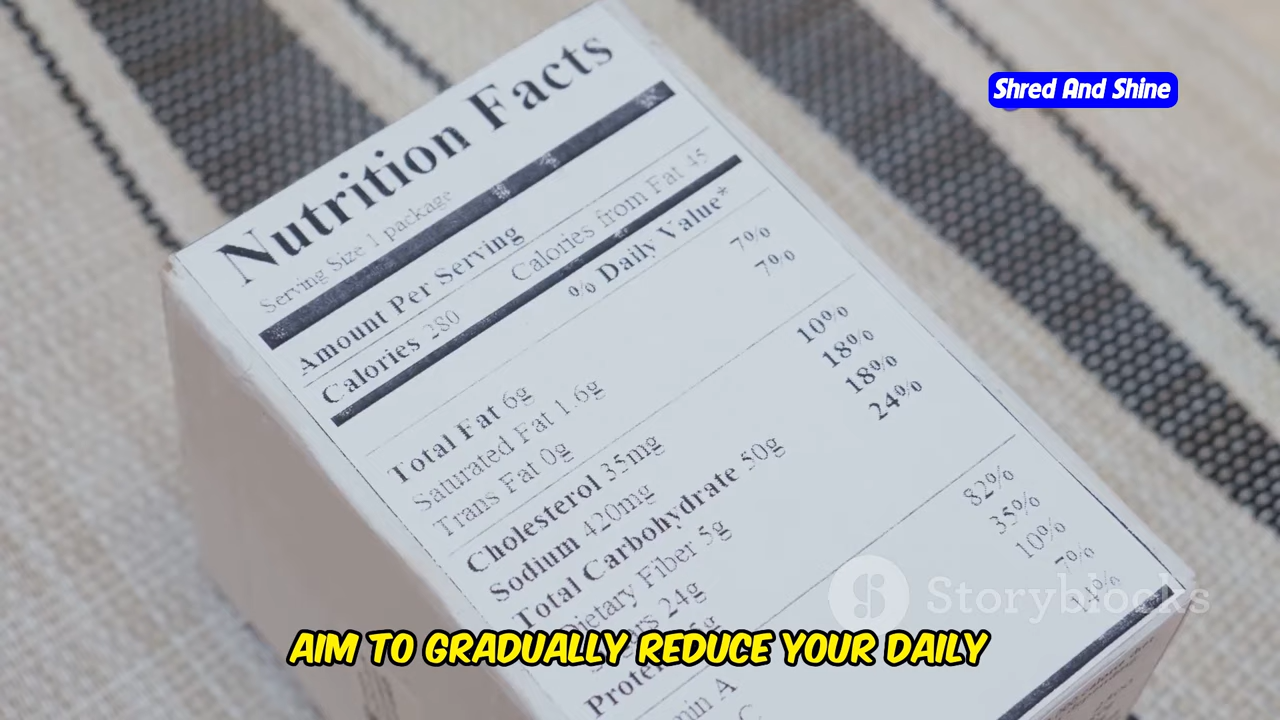 Shred And Shine
Nutrition Facts
Serving Size 1 package
Amount Per Serving
Calories 280 Calories from Fat 45
% Daily Value*
Total Fat 6g 7%
Saturated Fat 1.6g 7%
Trans Fat 0g
Cholesterol 35mg 10%
Sodium 420mg 18%
Total Carbohydrate 50g 18%
Dietary Fiber 5g 24%
24g
82%
35%
10%
7%
14%
Storyblocks
AIM TO GRADUALLY REDUCE YOUR DAILY